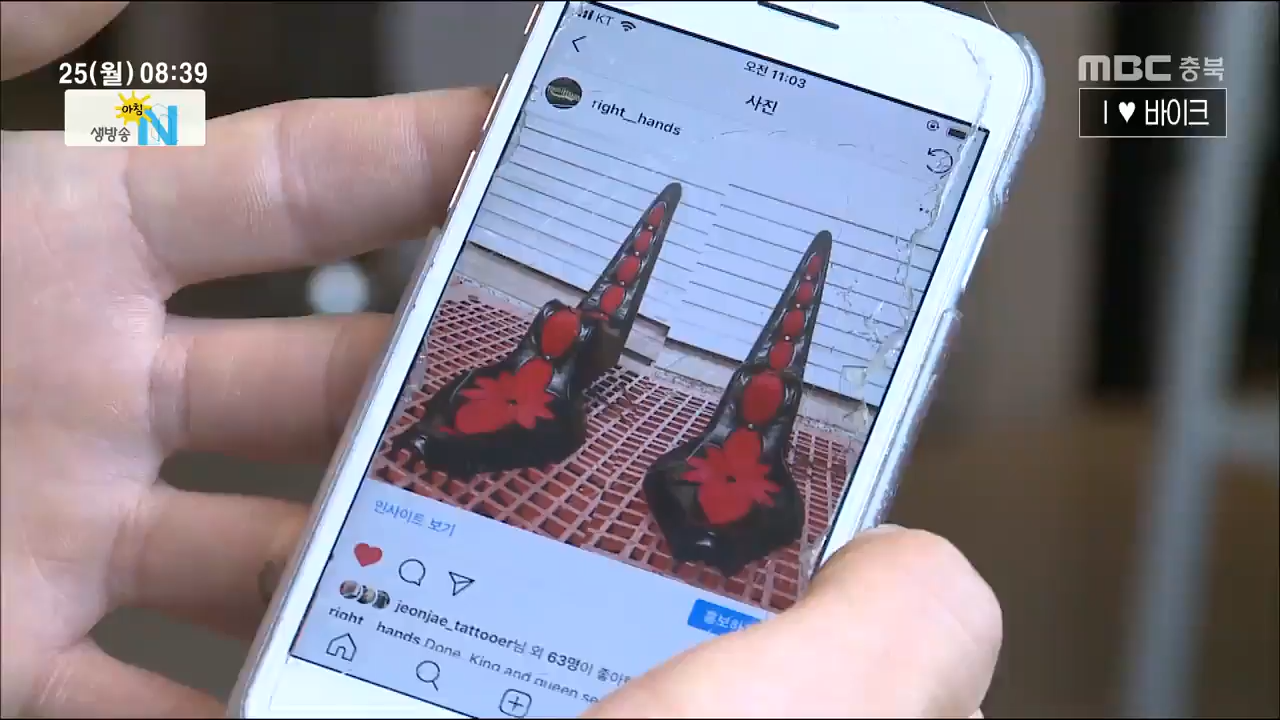 25(월) 08:39
아침
생방송 N
MBC 충북
I ♥ 바이크
KT
오전 11:03
사진
right__hands
인사이트 보기
jeonjae_tattooer님 외 63명이 좋아
right__hands Done. King and queen se